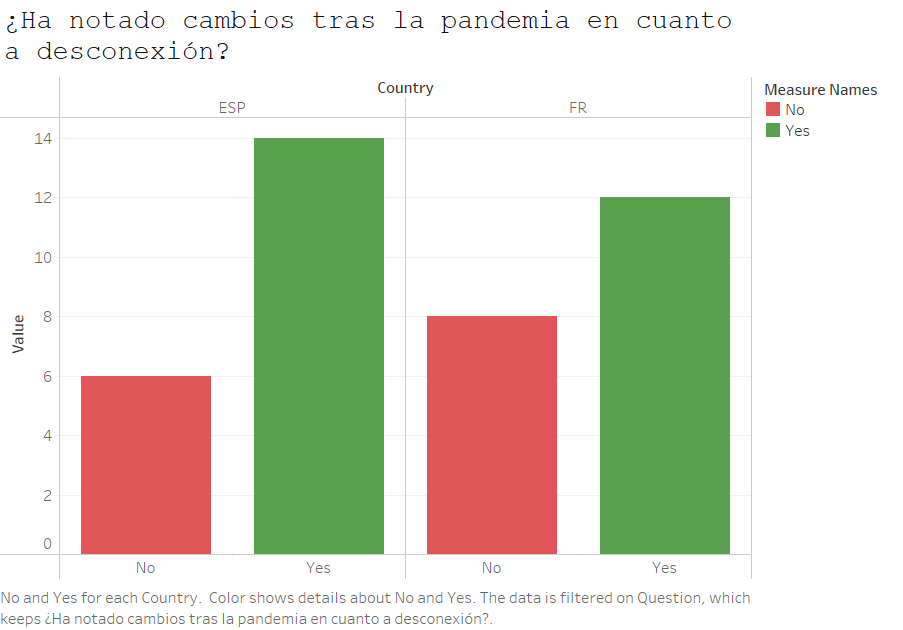 ¿Ha notado cambios tras la pandemia en cuanto
a desconexión?
Country
ESP
FR
Measure Names
No
Yes
14
12
10
8
6
4
2
0
Value
No
Yes
No
Yes
No and Yes for each Country.  Color shows details about No and Yes. The data is filtered on Question, which
keeps ¿Ha notado cambios tras la pandemia en cuanto a desconexión?.